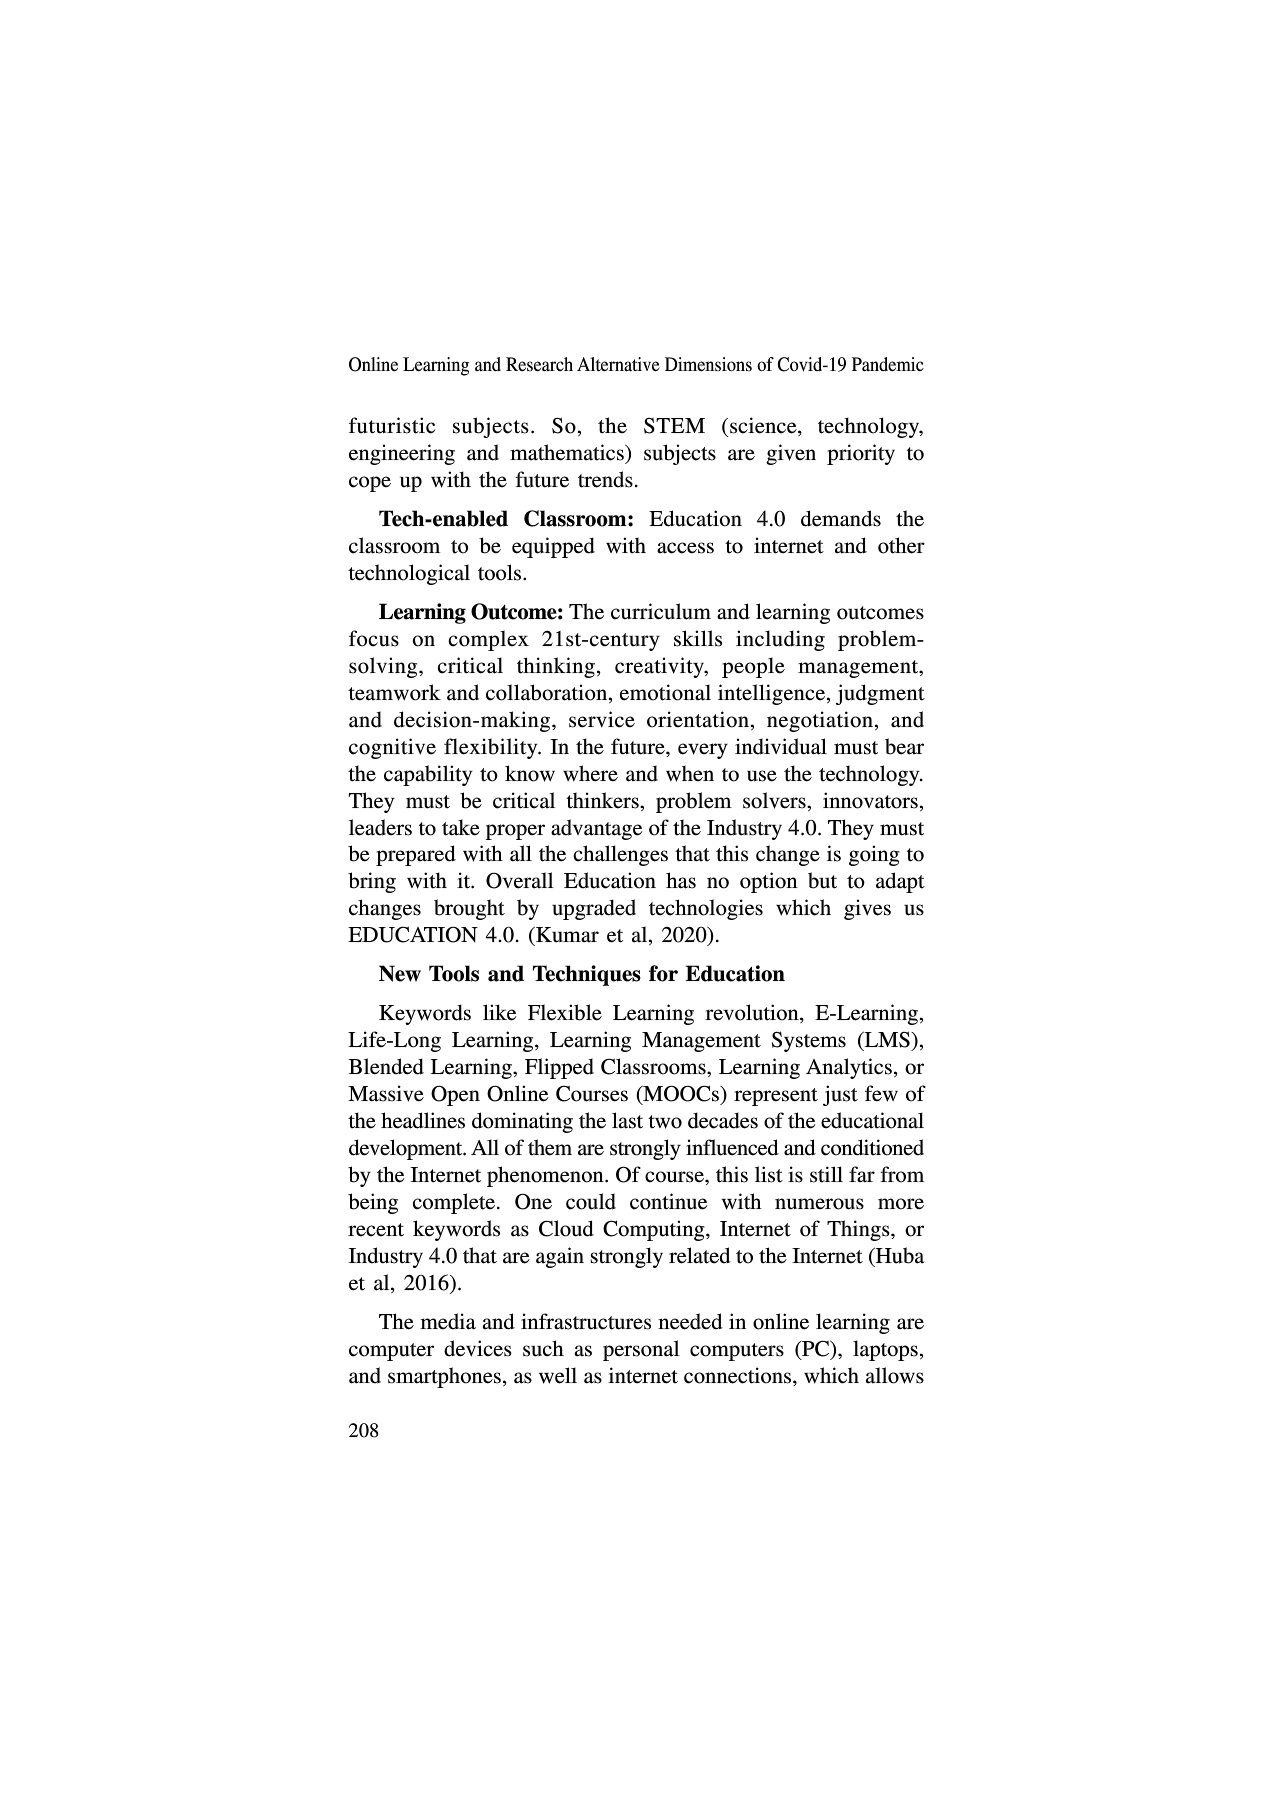 Online Learning and Research Alternative Dimensions of Covid-19 Pandemic
futuristic subjects. So, the STEM (science, technology,
engineering and mathematics) subjects are given priority to
cope up with the future trends.
Tech-enabled Classroom: Education 4.0 demands the
classroom to be equipped with access to internet and other
technological tools.
Learning Outcome: The curriculum and learning outcomes
focus on complex 21st-century skills including problem-
solving, critical thinking, creativity, people management,
teamwork and collaboration, emotional intelligence, judgment
and decision-making, service orientation, negotiation, and
cognitive flexibility. In the future, every individual must bear
the capability to know where and when to use the technology.
They must be critical thinkers, problem solvers, innovators,
leaders to take proper advantage of the Industry 4.0. They must
be prepared with all the challenges that this change is going to
bring with it. Overall Education has no option but to adapt
changes brought by upgraded technologies which gives us
EDUCATION 4.0. (Kumar et al, 2020).
New Tools and Techniques for Education
Keywords like Flexible Learning revolution, E-Learning,
Life-Long Learning, Learning Management Systems (LMS),
Blended Learning, Flipped Classrooms, Learning Analytics, or
Massive Open Online Courses (MOOCs) represent just few of
the headlines dominating the last two decades of the educational
development. All of them are strongly influenced and conditioned
by the Internet phenomenon. Of course, this list is still far from
being complete. One could continue with numerous more
recent keywords as Cloud Computing, Internet of Things, or
Industry 4.0 that are again strongly related to the Internet (Huba
et al, 2016).
The media and infrastructures needed in online learning are
computer devices such as personal computers (PC), laptops,
and smartphones, as well as internet connections, which allows
208